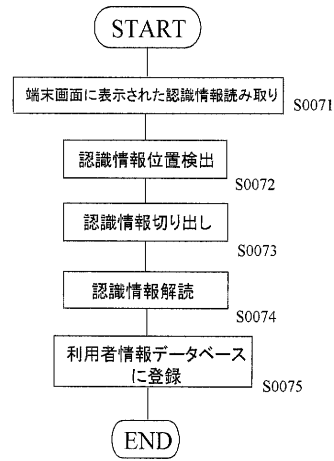 START
端末画面に表示された認識情報読み取り
S0071
認識情報位置検出
S0072
認識情報切り出し
S0073
認識情報解読
S0074
利用者情報データベース
に登録
S0075
END